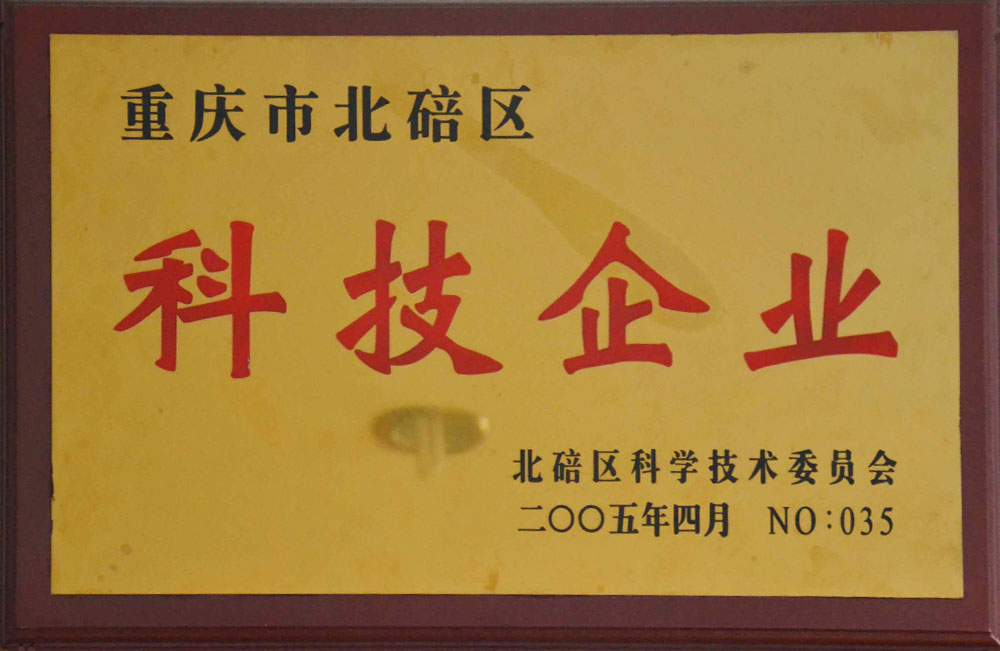 重庆市北碚区
科技企业
北碚区科学技术委员会
二〇〇五年四月 NO:035